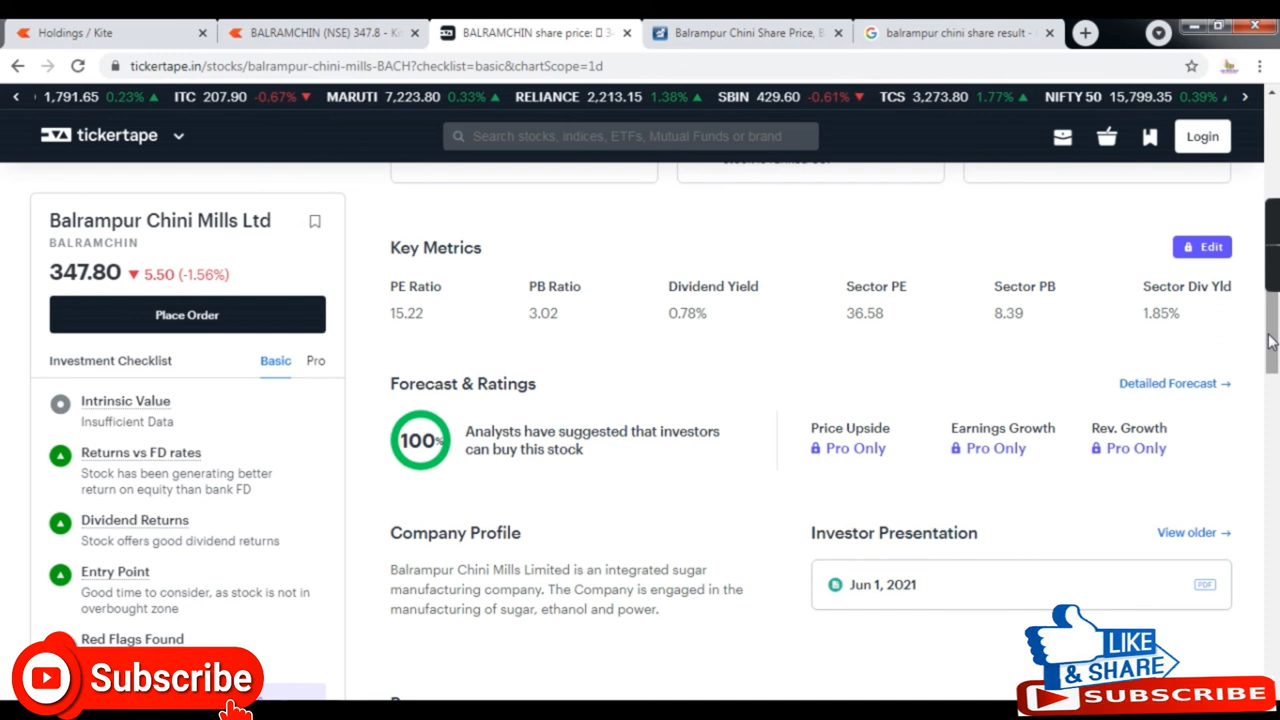 Holdings / Kite
BALRAMCHIN (NSE) 347.8 - Ki
BALRAMCHIN share price: 34
Balrampur Chini Share Price, B
balrampur chini share result -
tickertape.in/stocks/balrampur-chini-mills-BACH?checklist=basic&chartScope=1d
1,791.65 0.23% ▲ ITC 207.90 -0.67% ▼ MARUTI 7,223.80 0.33% ▲ RELIANCE 2,213.15 1.38% ▲ SBIN 429.60 -0.61% ▼ TCS 3,273.80 1.77% ▲ NIFTY 50 15,799.35 0.39%
tickertape
Search stocks, indices, ETFs, Mutual Funds or brand
Login
Balrampur Chini Mills Ltd
BALRAMCHIN
347.80 ▼ 5.50 (-1.56%)
Place Order
Investment Checklist Basic Pro
Intrinsic Value
Insufficient Data
Returns vs FD rates
Stock has been generating better
return on equity than bank FD
Dividend Returns
Stock offers good dividend returns
Entry Point
Good time to consider, as stock is not in
overbought zone
Red Flags Found
Key Metrics
Edit
PE Ratio PB Ratio Dividend Yield Sector PE Sector PB Sector Div Yld
15.22 3.02 0.78% 36.58 8.39 1.85%
Forecast & Ratings
Detailed Forecast →
100%
Analysts have suggested that investors
can buy this stock
Price Upside Earnings Growth Rev. Growth
Pro Only Pro Only Pro Only
Company Profile
Balrampur Chini Mills Limited is an integrated sugar
manufacturing company. The Company is engaged in the
manufacturing of sugar, ethanol and power.
Investor Presentation
View older →
Jun 1, 2021
PDF
Subscribe
LIKE
& SHARE
SUBSCRIBE